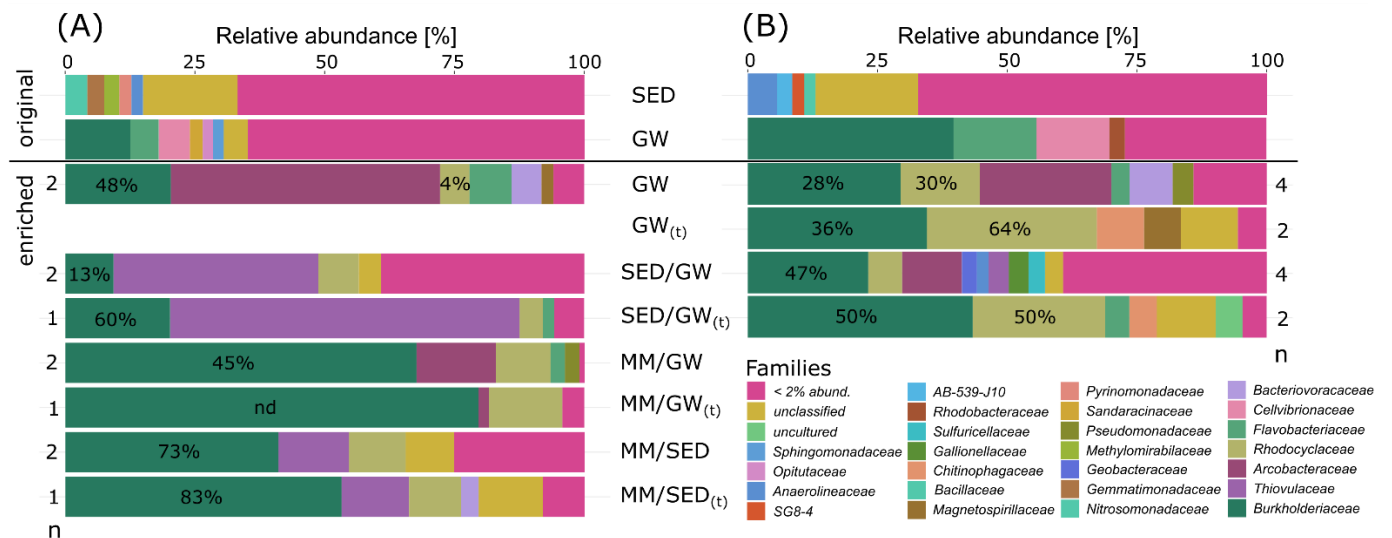 (A)
Relative abundance [%]
0 25 50 75 100
original
SED
GW
enriched
2 48% 4% GW
GW(t)
2 13% SED/GW
1 60% SED/GW(t)
2 45% MM/GW
1 nd MM/GW(t)
2 73% MM/SED
1 83% MM/SED(t)
n
(B)
Relative abundance [%]
0 25 50 75 100
28% 30% 4
36% 64% 2
47% 4
50% 50% 2
n
Families
< 2% abund.
unclassified
uncultured
Sphingomonadaceae
Opitutaceae
Anaerolineaceae
SG8-4
AB-539-J10
Rhodobacteraceae
Sulfuricellaceae
Gallionellaceae
Chitinophagaceae
Bacillaceae
Magnetospirillaceae
Pyrinomonadaceae
Sandaracinaceae
Pseudomonadaceae
Methylomirabilaceae
Geobacteraceae
Gemmatimonadaceae
Nitrosomonadaceae
Bacteriovoracaceae
Cellvibrionaceae
Flavobacteriaceae
Rhodocyclaceae
Arcobacteraceae
Thiovulaceae
Burkholderiaceae